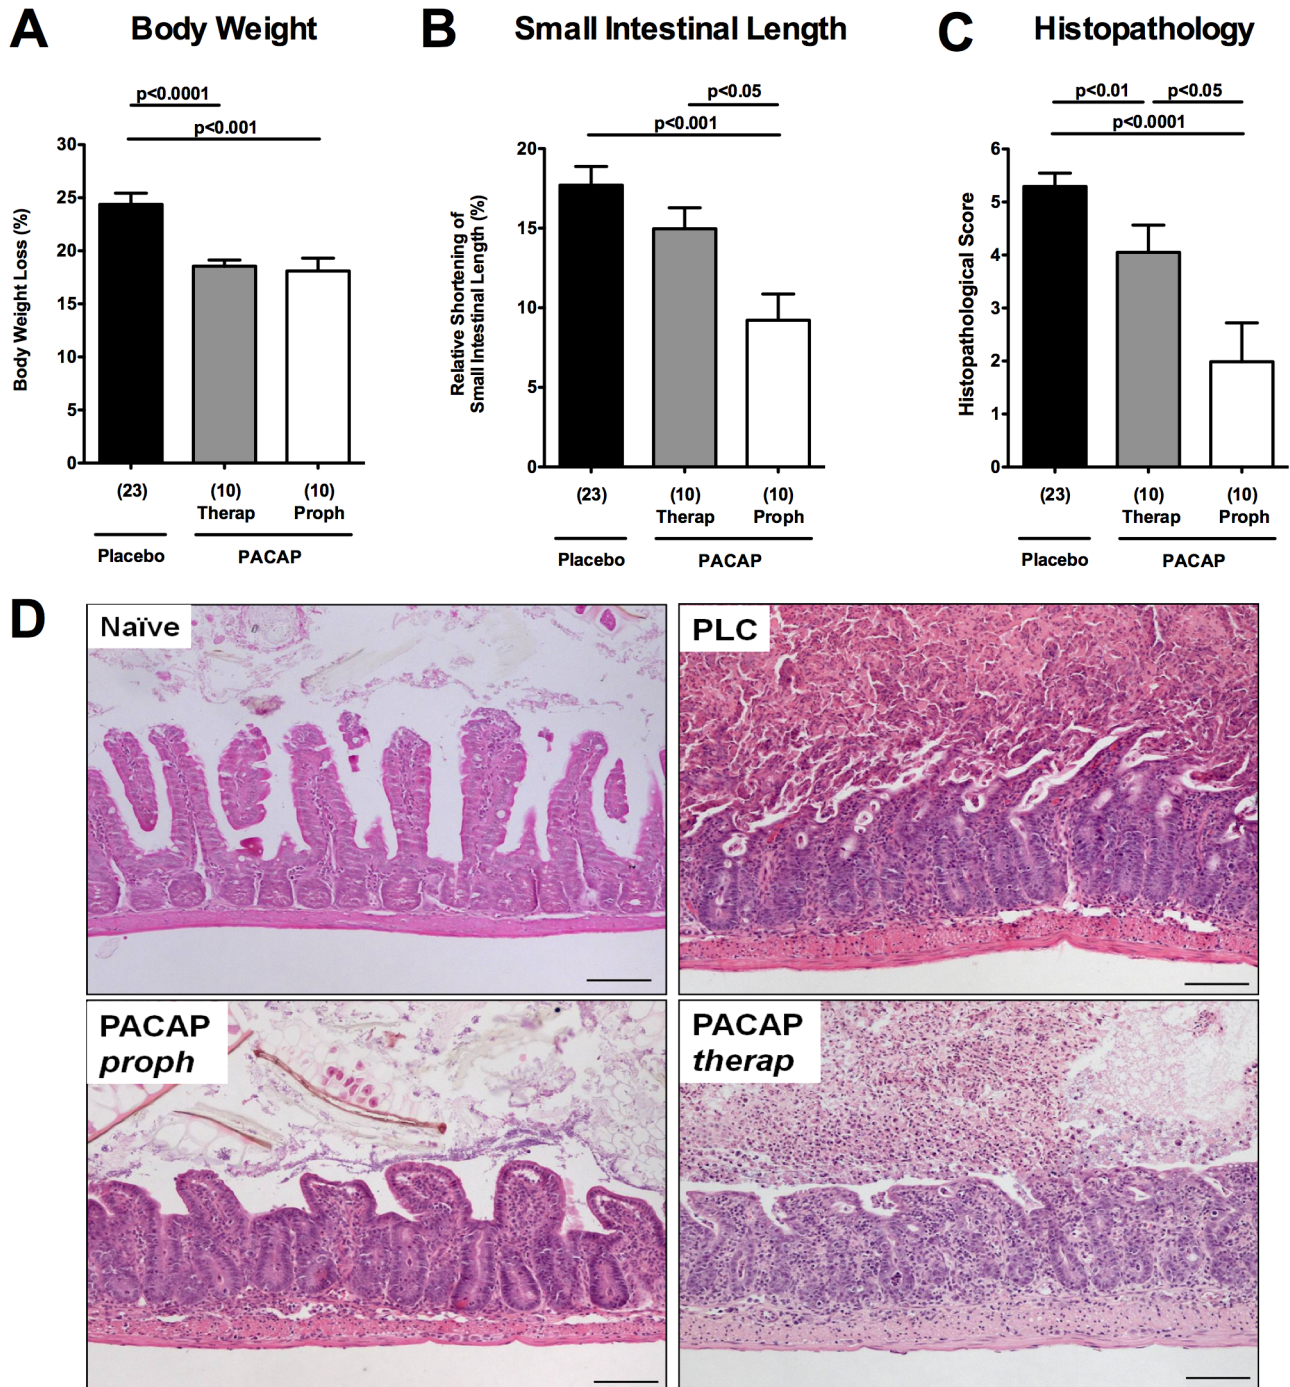 A
Body Weight
p<0.0001
p<0.001
Body Weight Loss (%)
30
25
20
15
10
5
0
(23)
(10)
(10)
Therap
Proph
Placebo
PACAP
B
Small Intestinal Length
p<0.05
p<0.001
Relative Shortening of
Small Intestinal Length (%)
20
15
10
5
0
(23)
(10)
(10)
Therap
Proph
Placebo
PACAP
C
Histopathology
p<0.01
p<0.05
p<0.0001
Histopathological Score
6
5
4
3
2
1
0
(23)
(10)
(10)
Therap
Proph
Placebo
PACAP
D
Naïve
PLC
PACAP
proph
PACAP
therap